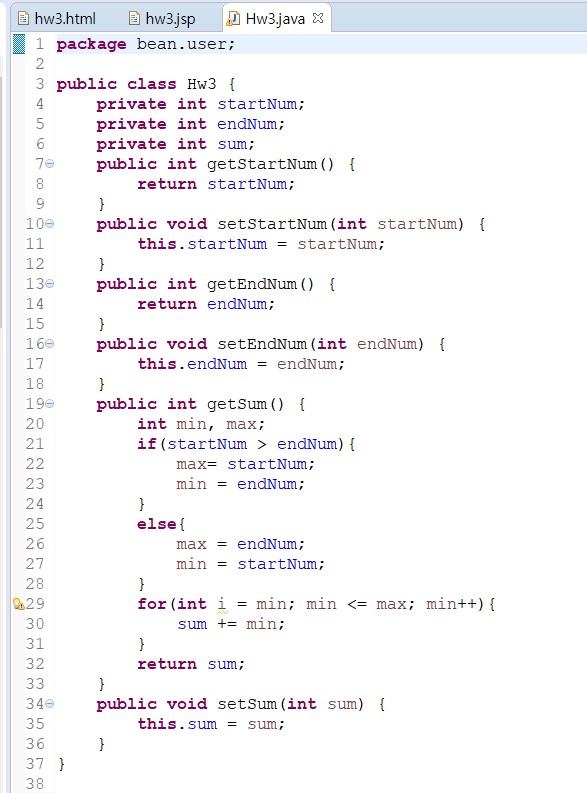 hw3.html hw3.jsp Hw3.java
1 package bean.user;
2
3 public class Hw3 {
4     private int startNum;
5     private int endNum;
6     private int sum;
7     public int getStartNum() {
8         return startNum;
9     }
10     public void setStartNum(int startNum) {
11         this.startNum = startNum;
12     }
13     public int getEndNum() {
14         return endNum;
15     }
16     public void setEndNum(int endNum) {
17         this.endNum = endNum;
18     }
19     public int getSum() {
20         int min, max;
21         if(startNum > endNum){
22             max= startNum;
23             min = endNum;
24         }
25         else{
26             max = endNum;
27             min = startNum;
28         }
29         for(int i = min; min <= max; min++){
30             sum += min;
31         }
32         return sum;
33     }
34     public void setSum(int sum) {
35         this.sum = sum;
36     }
37 }
38